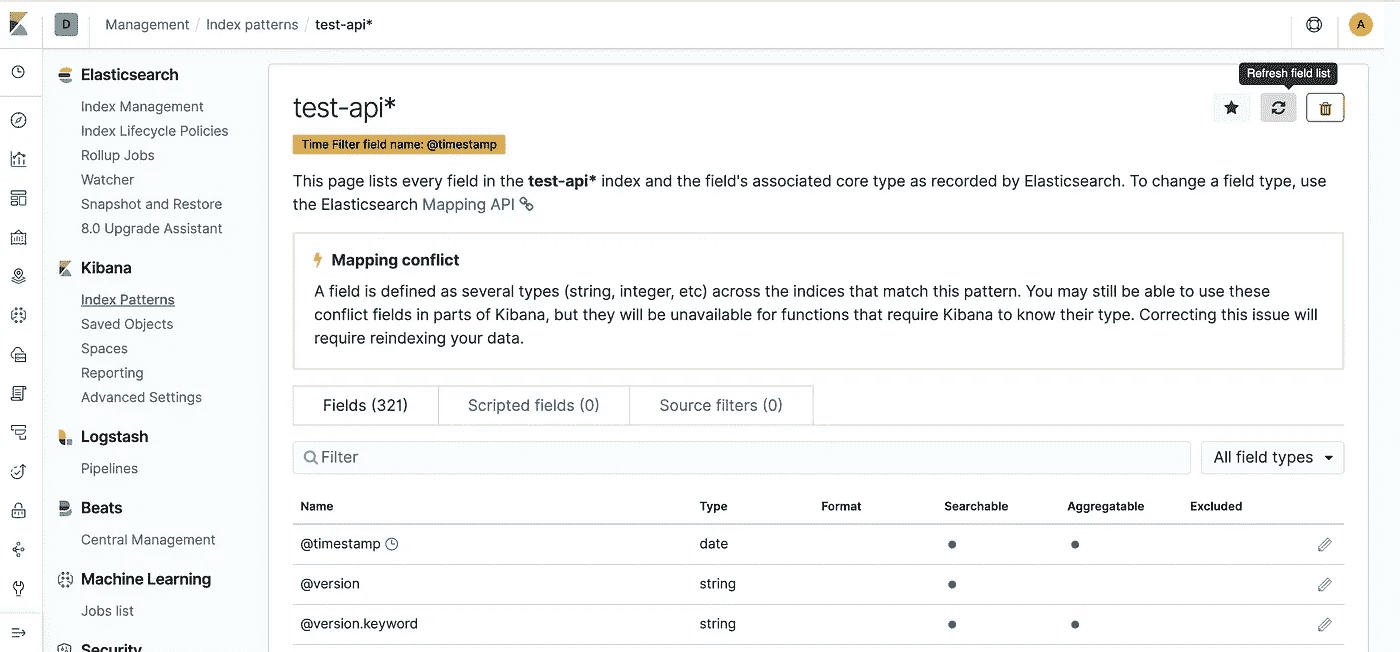 D
Management / Index patterns / test-api*
A
Elasticsearch
Index Management
Index Lifecycle Policies
Rollup Jobs
Watcher
Snapshot and Restore
8.0 Upgrade Assistant
Kibana
Index Patterns
Saved Objects
Spaces
Reporting
Advanced Settings
Logstash
Pipelines
Beats
Central Management
Machine Learning
Jobs list
Security
Refresh field list
test-api*
Time Filter field name: @timestamp
This page lists every field in the test-api* index and the field's associated core type as recorded by Elasticsearch. To change a field type, use
the Elasticsearch Mapping API
Mapping conflict
A field is defined as several types (string, integer, etc) across the indices that match this pattern. You may still be able to use these
conflict fields in parts of Kibana, but they will be unavailable for functions that require Kibana to know their type. Correcting this issue will
require reindexing your data.
Fields (321) Scripted fields (0) Source filters (0)
Filter All field types
Name Type Format Searchable Aggregatable Excluded
@timestamp date
@version string
@version.keyword string